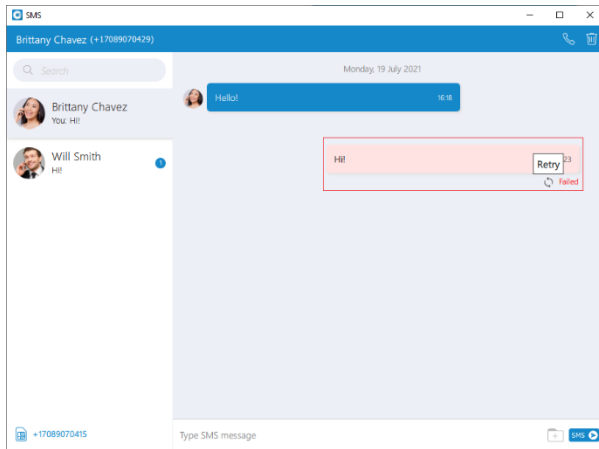 SMS
Brittany Chavez (+17089070429)
Search
Brittany Chavez
You: Hi!
Will Smith
Hi!
1
+17089070415
Monday, 19 July 2021
Hello! 16:18
Hi! 23
Retry
Failed
Type SMS message
SMS